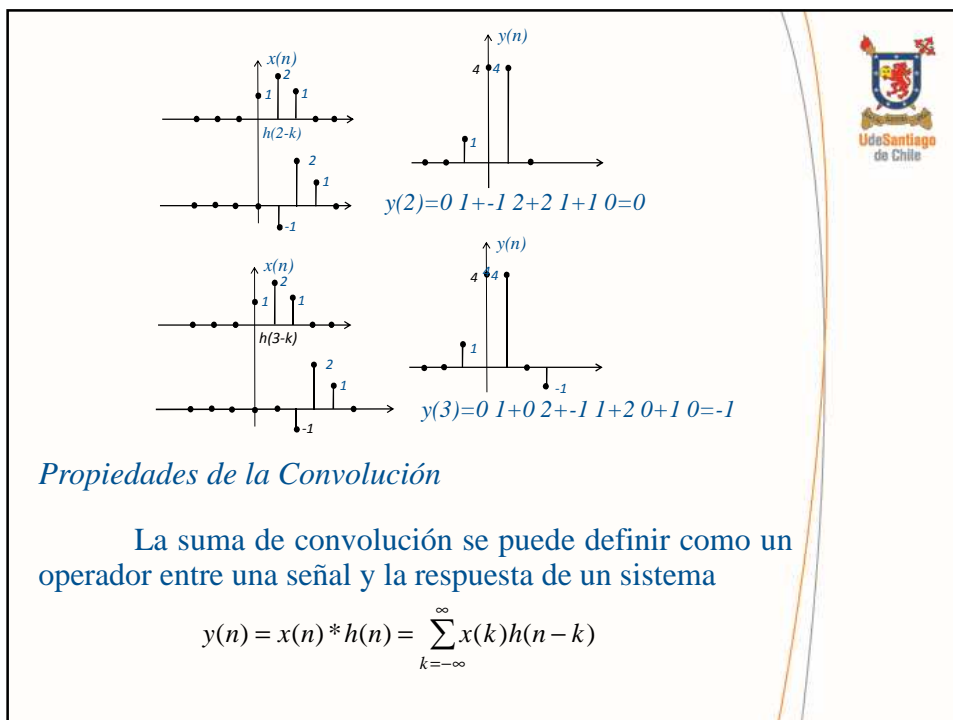 x(n)
2
1
1
h(2-k)
2
1
-1
y(n)
4
4
1
y(2)=0 1+-1 2+2 1+1 0=0
x(n)
2
1
1
h(3-k)
2
1
-1
y(n)
4
4
4
1
-1
y(3)=0 1+0 2+-1 1+2 0+1 0=-1
UdeSantiago
de Chile
Propiedades de la Convolución
La suma de convolución se puede definir como un
operador entre una señal y la respuesta de un sistema
y(n) = x(n) * h(n) = ∞∑k=−∞ x(k)h(n − k)